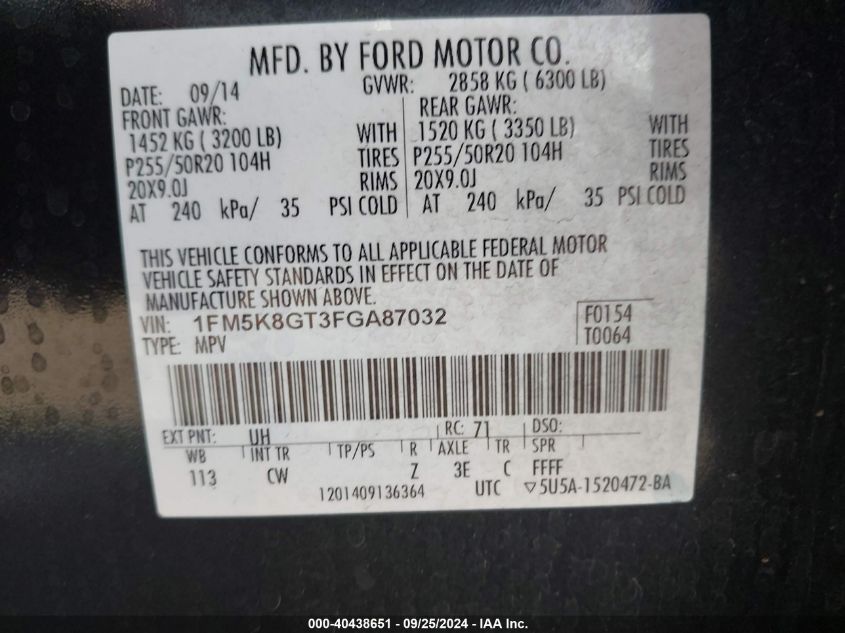 MFD. BY FORD MOTOR CO.
DATE: 09/14 GVWR: 2858 KG ( 6300 LB)
FRONT GAWR: REAR GAWR:
1452 KG ( 3200 LB) WITH 1520 KG ( 3350 LB) WITH
P255/50R20 104H TIRES P255/50R20 104H TIRES
20X9.0J RIMS 20X9.0J RIMS
AT 240 kPa/ 35 PSI COLD AT 240 kPa/ 35 PSI COLD
THIS VEHICLE CONFORMS TO ALL APPLICABLE FEDERAL MOTOR
VEHICLE SAFETY STANDARDS IN EFFECT ON THE DATE OF
MANUFACTURE SHOWN ABOVE.
VIN: 1FM5K8GT3FGA87032 F0154
TYPE: MPV T0064
EXT PNT: UH RC: 71 DSO:
WB INT TR TP/PS R AXLE TR SPR
113 CW Z 3E C FFFF
1201409136364 UTC ▽5U5A-1520472-BA
000-40438651 - 09/25/2024 - IAA Inc.